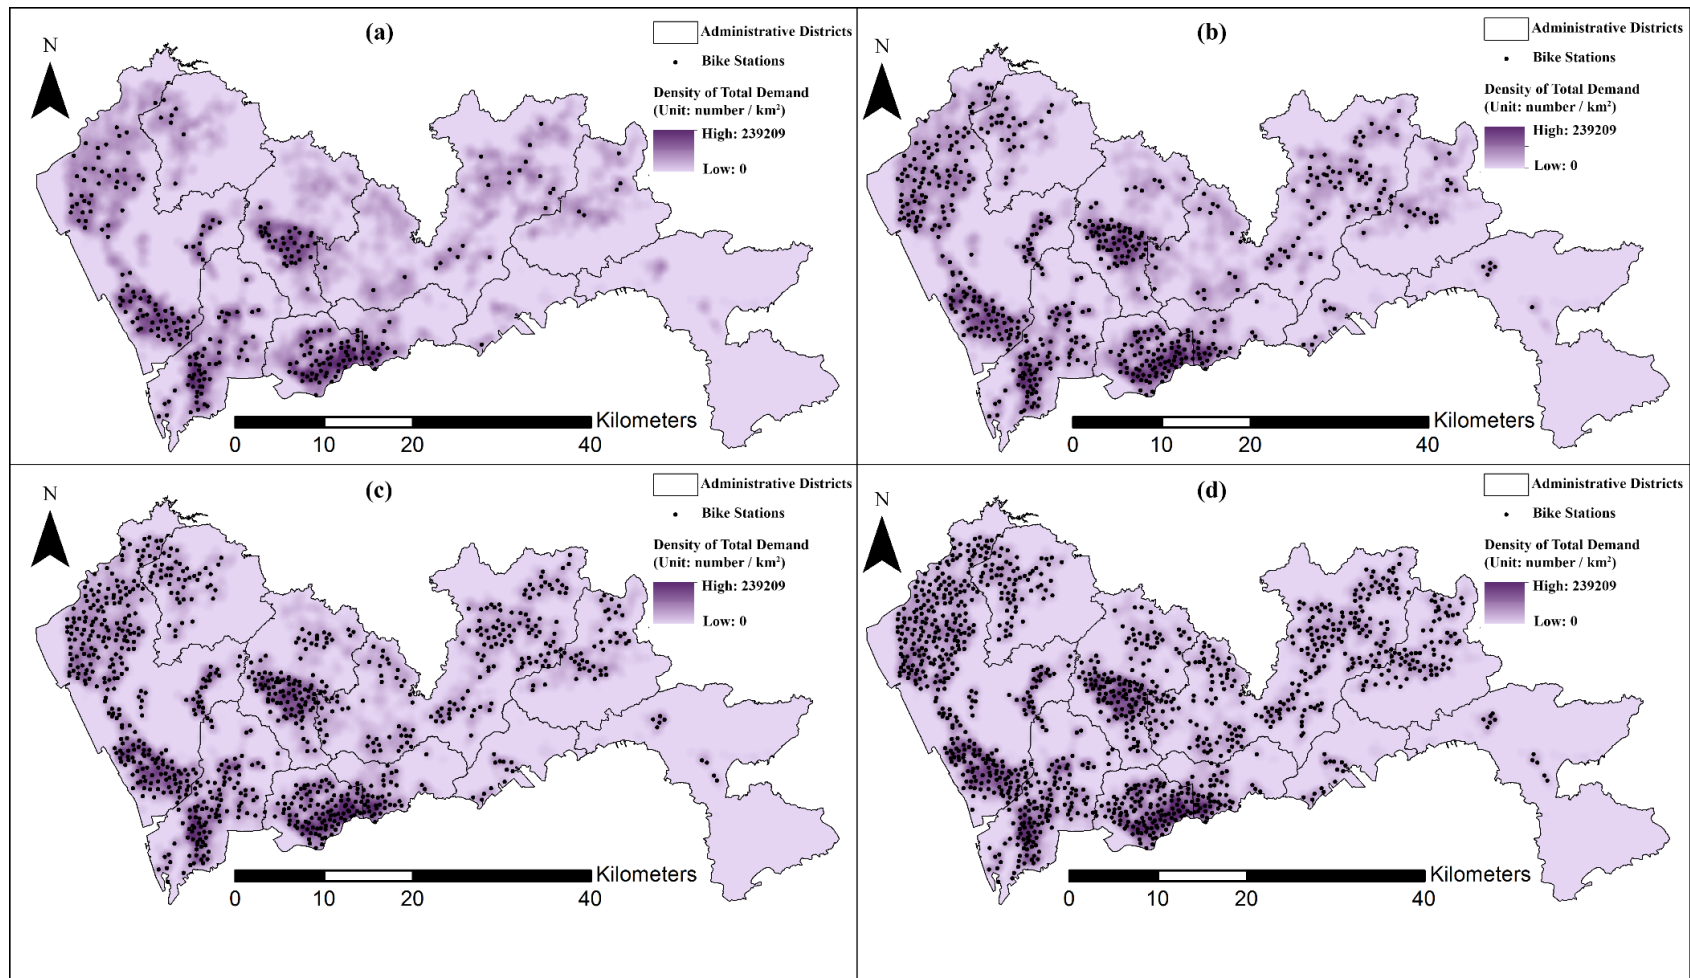 (a)
N
Administrative Districts
Bike Stations
Density of Total Demand
(Unit: number / km²)
High: 239209
Low: 0
Kilometers
0 10 20 40
(b)
N
Administrative Districts
Bike Stations
Density of Total Demand
(Unit: number / km²)
High: 239209
Low: 0
Kilometers
0 10 20 40
(c)
N
Administrative Districts
Bike Stations
Density of Total Demand
(Unit: number / km²)
High: 239209
Low: 0
Kilometers
0 10 20 40
(d)
N
Administrative Districts
Bike Stations
Density of Total Demand
(Unit: number / km²)
High: 239209
Low: 0
Kilometers
0 10 20 40